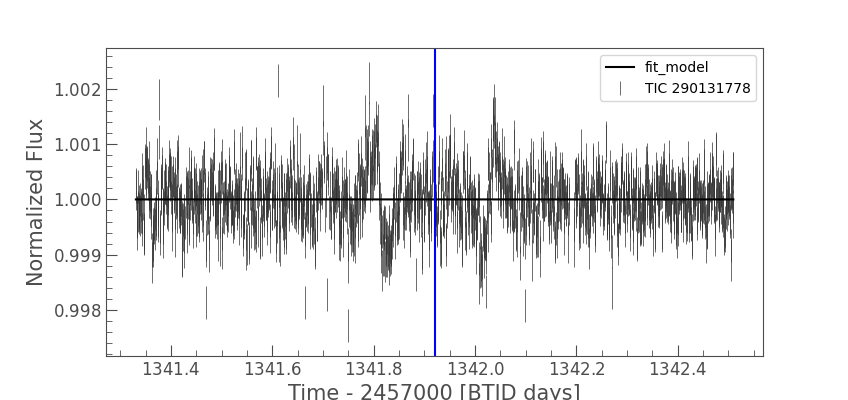 fit_model
TIC 290131778
1.002
1.001
1.000
0.999
0.998
Normalized Flux
1341.4 1341.6 1341.8 1342.0 1342.2 1342.4
Time - 2457000 [BTJD days]